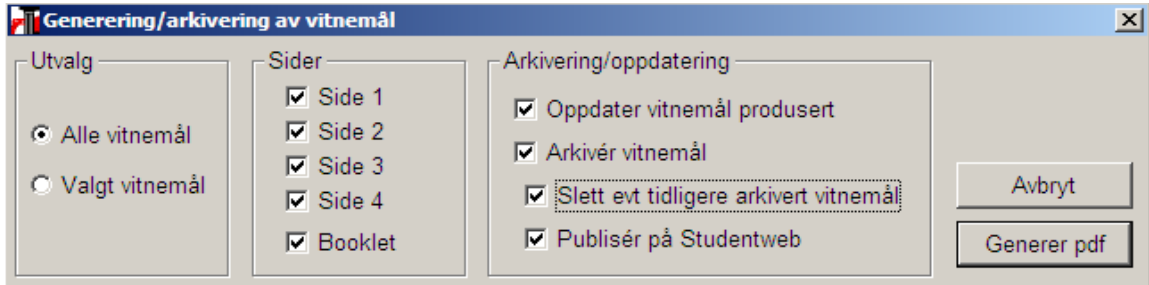 Generering/arkivering av vitnemål
Utvalg
Alle vitnemål
Valgt vitnemål
Sider
Side 1
Side 2
Side 3
Side 4
Booklet
Arkivering/oppdatering
Oppdater vitnemål produsert
Arkivér vitnemål
Slett evt tidligere arkivert vitnemål
Publisér på Studentweb
Avbryt
Generer pdf